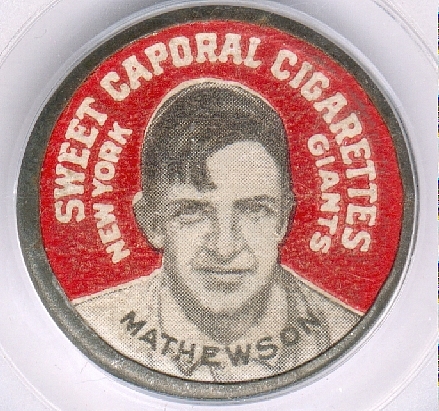 SWEET CAPORAL CIGARETTES
NEW YORK
GIANTS
MATHEWSON